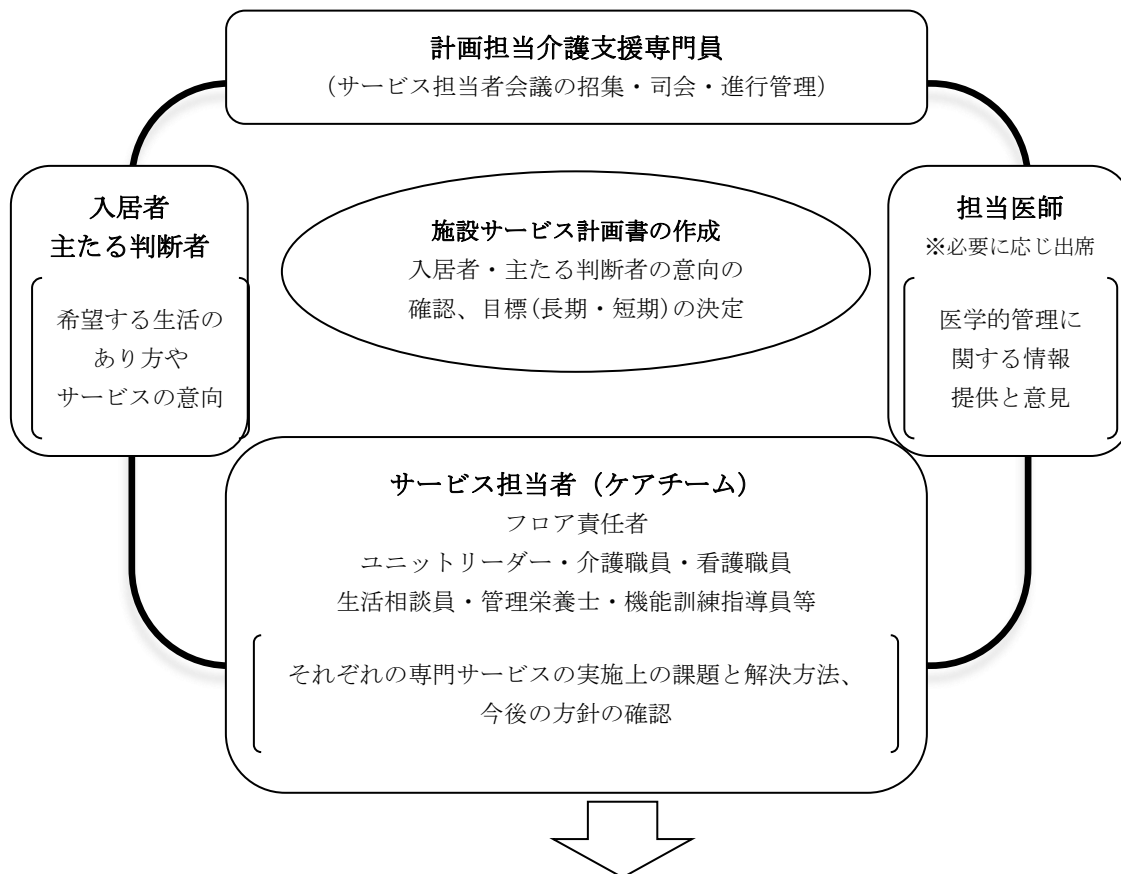 計画担当介護支援専門員
(サービス担当者会議の招集・司会・進行管理)
入居者
主たる判断者
希望する生活の
あり方や
サービスの意向
施設サービス計画書の作成
入居者・主たる判断者の意向の
確認、目標(長期・短期)の決定
担当医師
※必要に応じ出席
医学的管理に
関する情報
提供と意見
サービス担当者（ケアチーム）
フロア責任者
ユニットリーダー・介護職員・看護職員
生活相談員・管理栄養士・機能訓練指導員等
それぞれの専門サービスの実施上の課題と解決方法、
今後の方針の確認